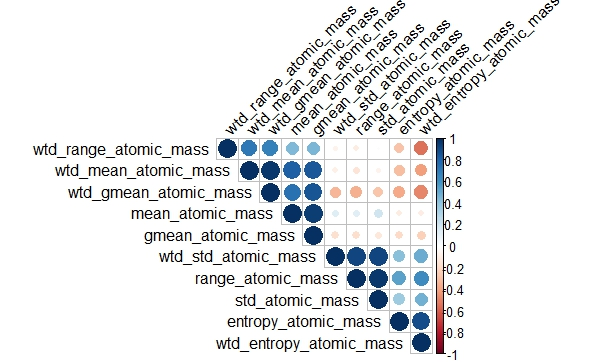 wtd_range_atomic_mass
wtd_mean_atomic_mass
wtd_gmean_atomic_mass
mean_atomic_mass
gmean_atomic_mass
wtd_std_atomic_mass
range_atomic_mass
std_atomic_mass
entropy_atomic_mass
wtd_entropy_atomic_mass
wtd_range_atomic_mass
wtd_mean_atomic_mass
wtd_gmean_atomic_mass
mean_atomic_mass
gmean_atomic_mass
wtd_std_atomic_mass
range_atomic_mass
std_atomic_mass
entropy_atomic_mass
wtd_entropy_atomic_mass
1
0.8
0.6
0.4
0.2
0
-0.2
-0.4
-0.6
-0.8
-1